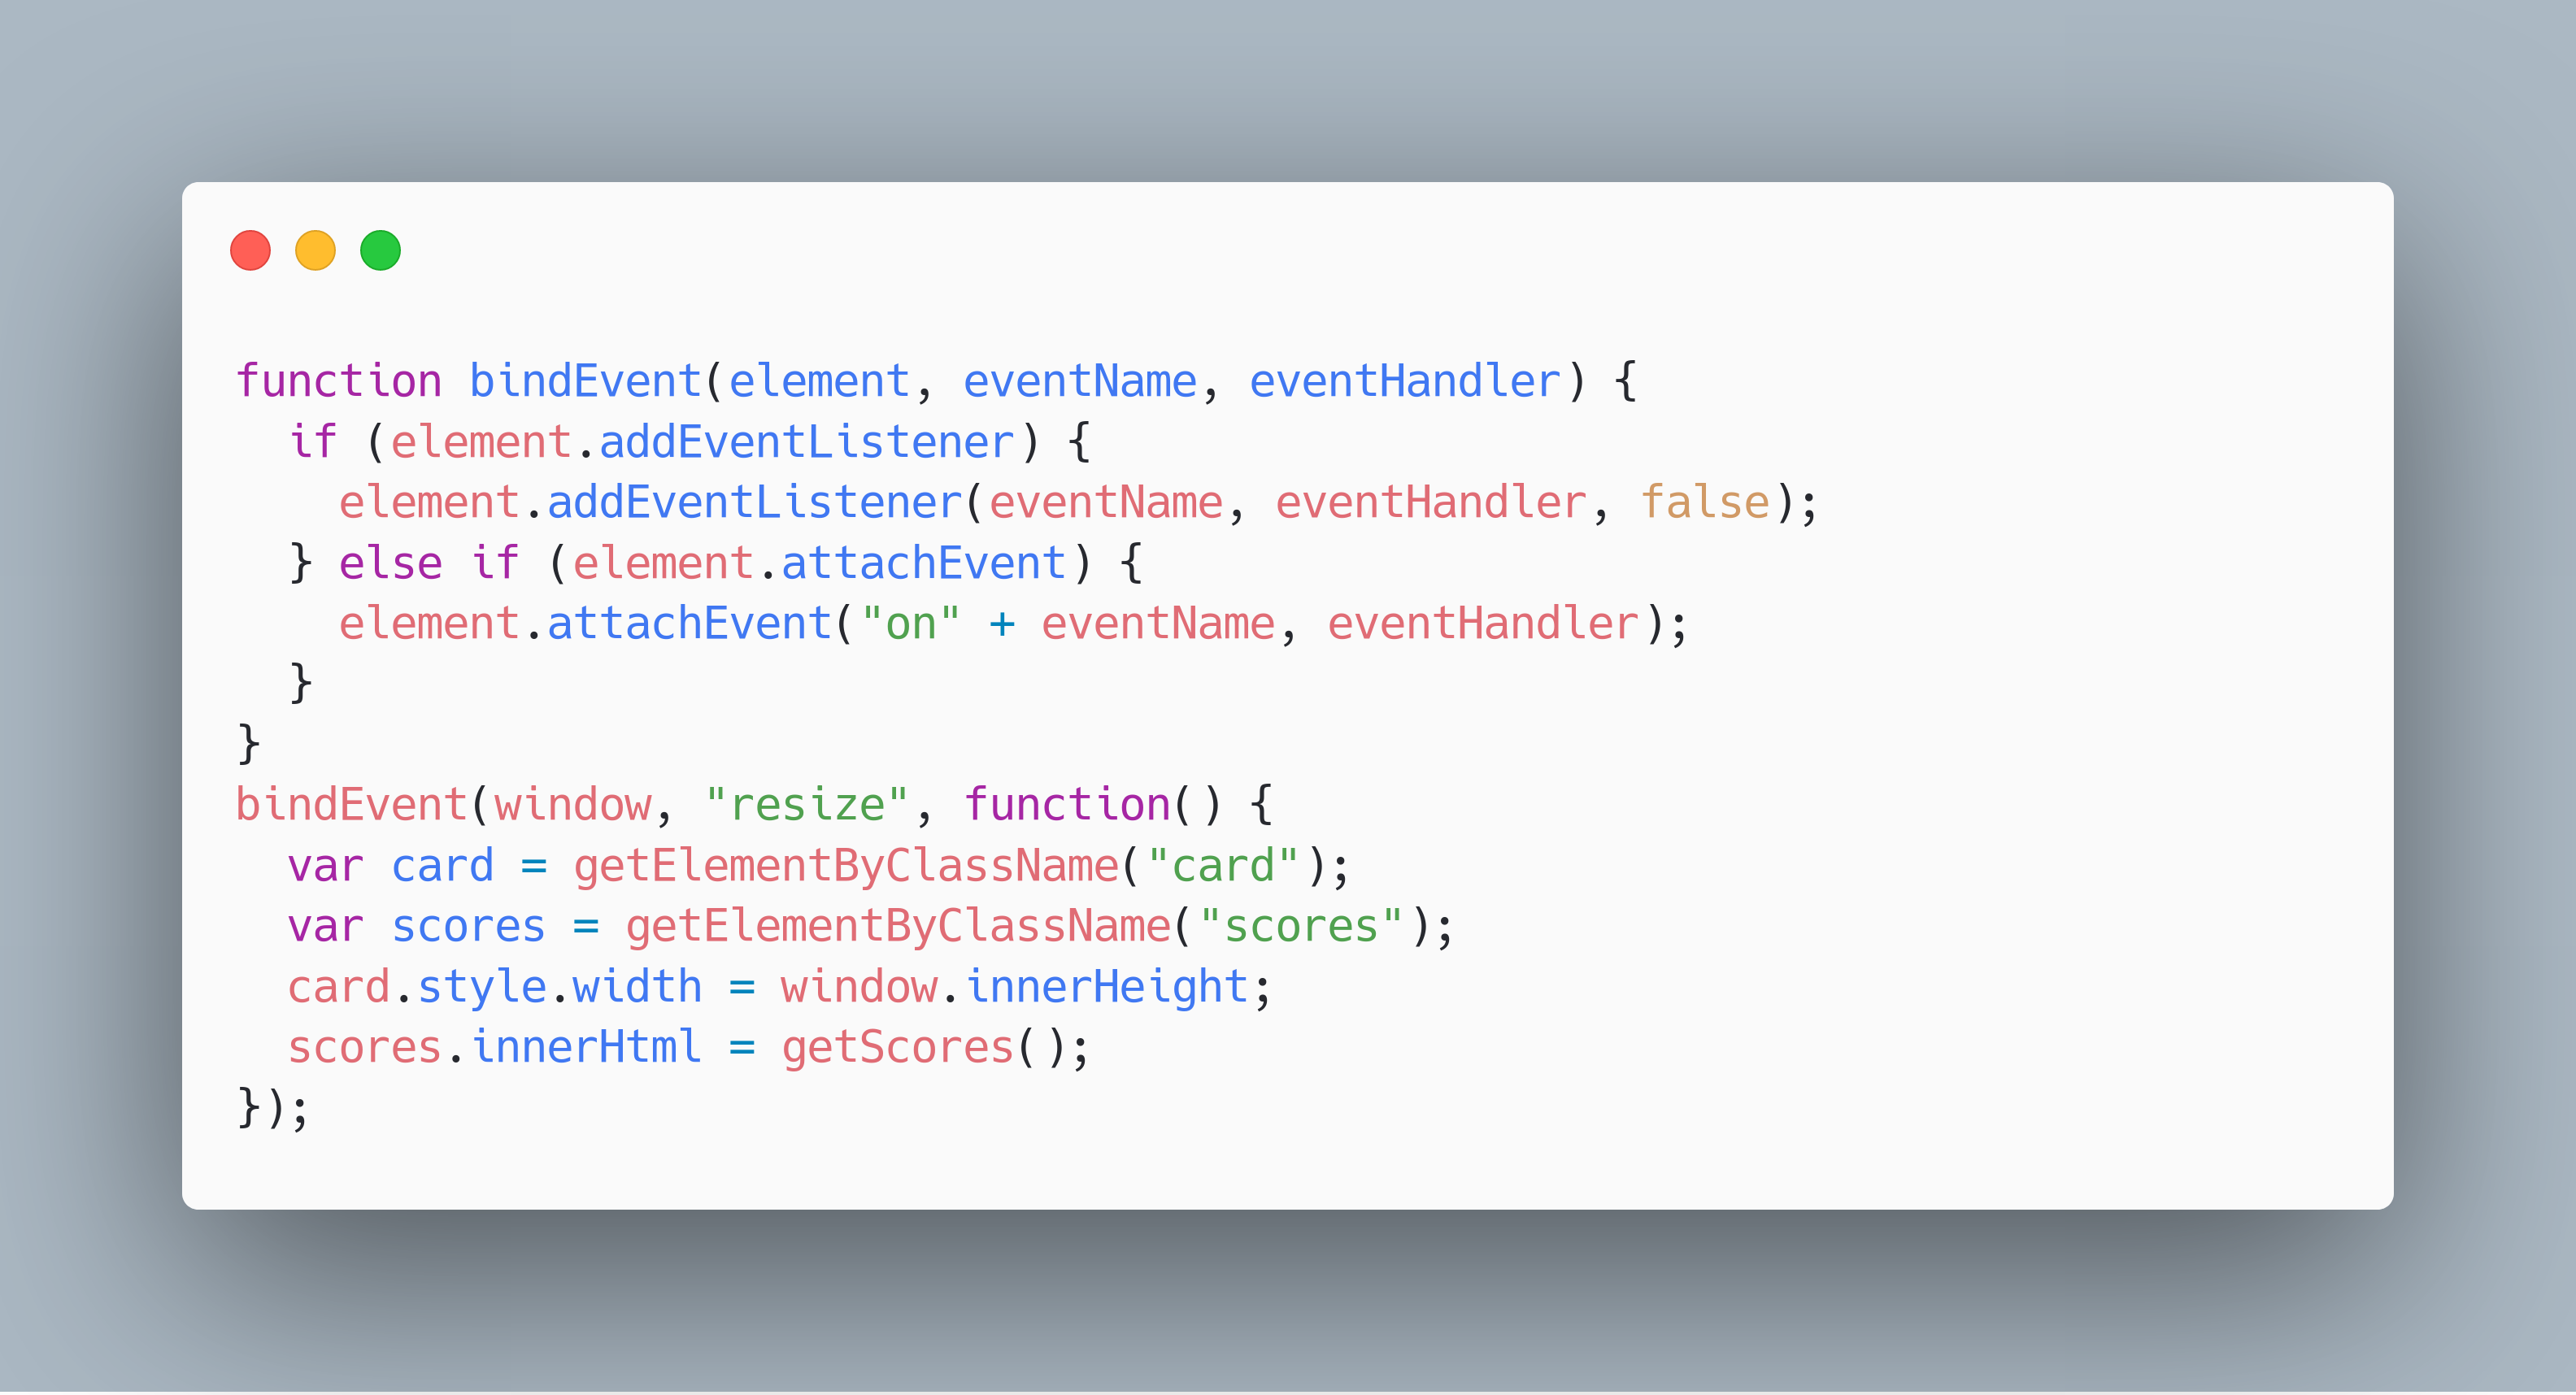 function bindEvent(element, eventName, eventHandler) {
  if (element.addEventListener) {
    element.addEventListener(eventName, eventHandler, false);
  } else if (element.attachEvent) {
    element.attachEvent("on" + eventName, eventHandler);
  }
}
bindEvent(window, "resize", function() {
  var card = getElementByClassName("card");
  var scores = getElementByClassName("scores");
  card.style.width = window.innerHeight;
  scores.innerHtml = getScores();
});